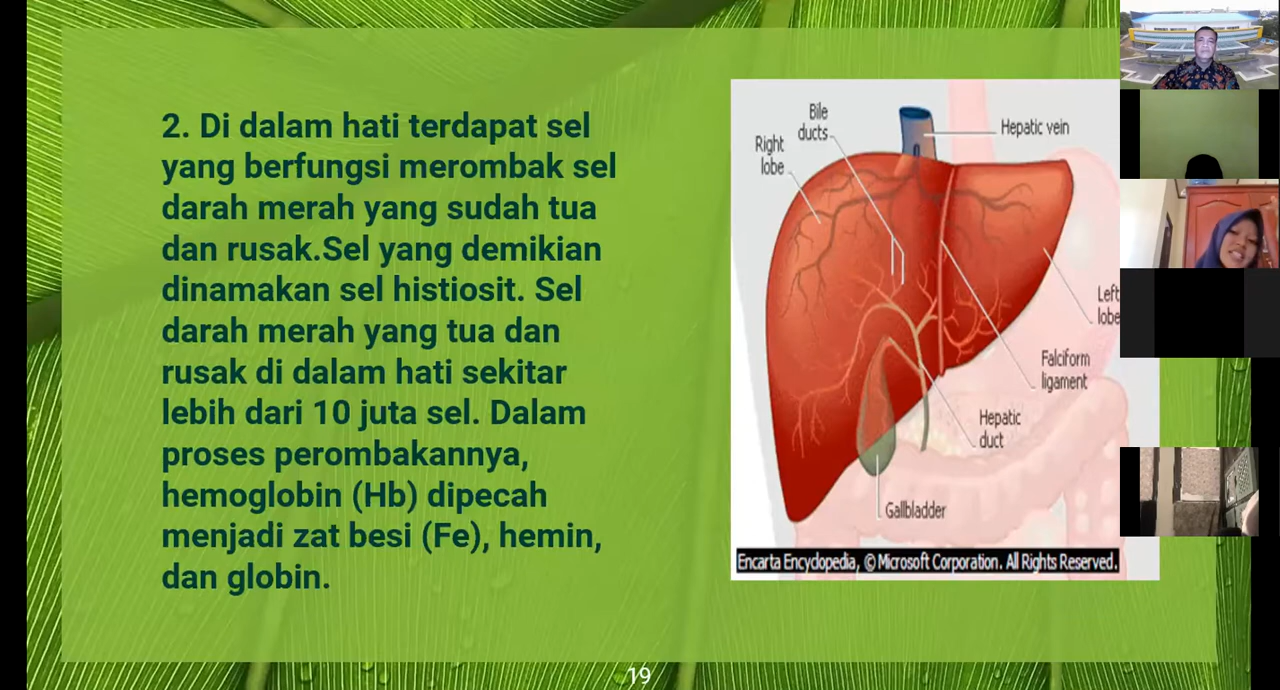 2. Di dalam hati terdapat sel
yang berfungsi merombak sel
darah merah yang sudah tua
dan rusak.Sel yang demikian
dinamakan sel histiosit. Sel
darah merah yang tua dan
rusak di dalam hati sekitar
lebih dari 10 juta sel. Dalam
proses perombakannya,
hemoglobin (Hb) dipecah
menjadi zat besi (Fe), hemin,
dan globin.
Bile
ducts
Right
lobe
Hepatic vein
Left
lobe
Falciform
ligament
Hepatic
duct
Gallbladder
Encarta Encyclopedia, © Microsoft Corporation. All Rights Reserved.
19